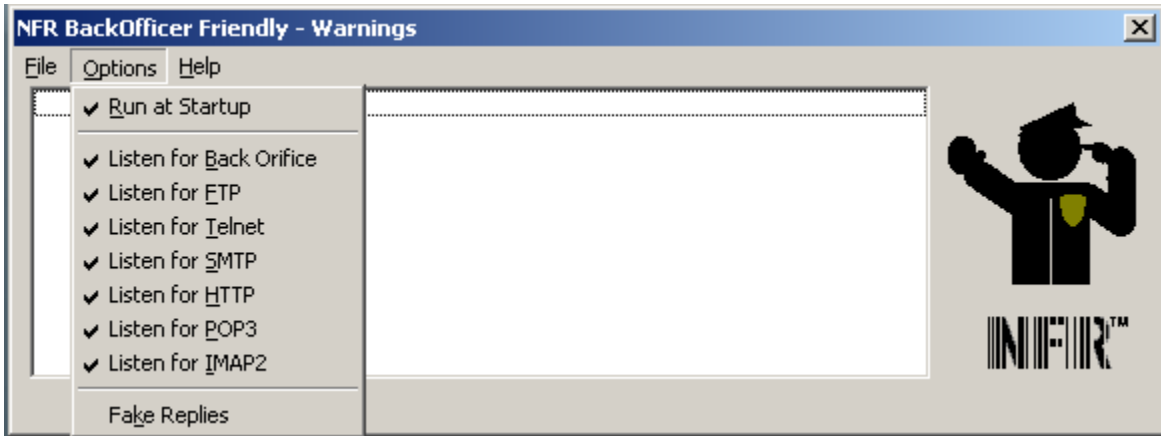 NFR BackOfficer Friendly - Warnings
File Options Help
Run at Startup
Listen for Back Orifice
Listen for FTP
Listen for Telnet
Listen for SMTP
Listen for HTTP
Listen for POP3
Listen for IMAP2
Fake Replies
NFR™